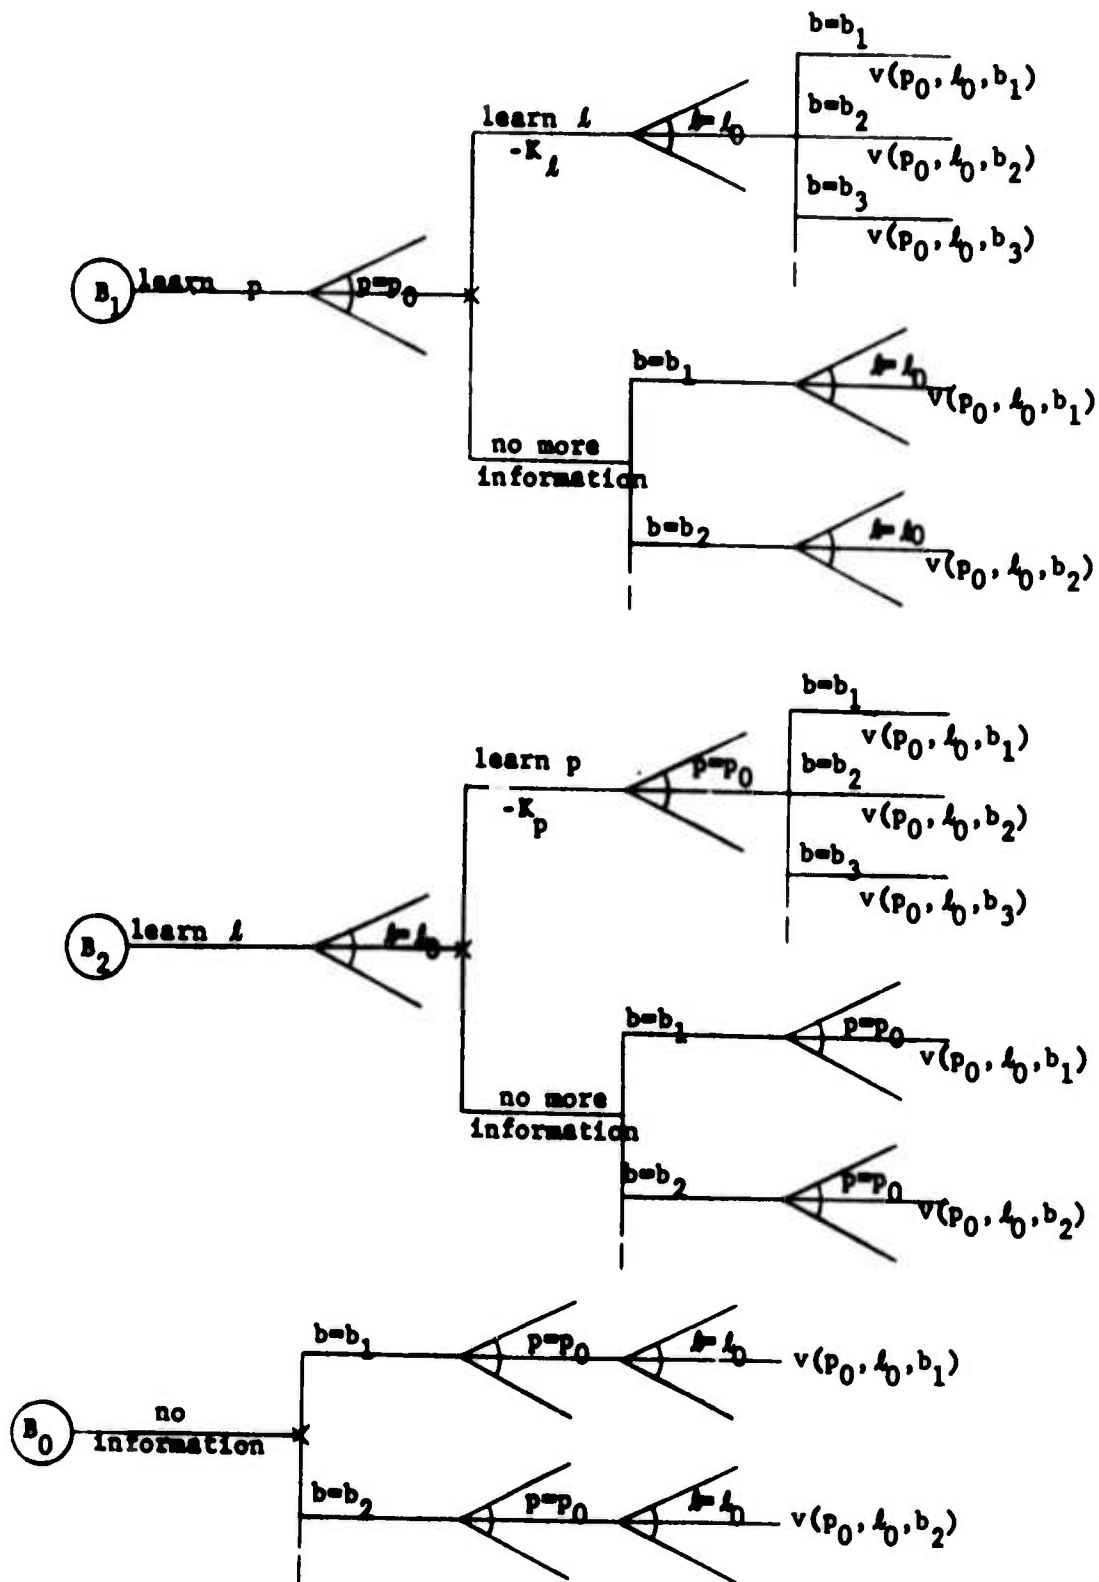 b=b₁
v(p₀, ℓ₀, b₁)
learn ℓ
-K_ℓ
ℓ=ℓ₀
b=b₂
v(p₀, ℓ₀, b₂)
b=b₃
v(p₀, ℓ₀, b₃)
B₁
learn p
p=p₀
b=b₁
ℓ=ℓ₀
v(p₀, ℓ₀, b₁)
no more
information
b=b₂
ℓ=ℓ₀
v(p₀, ℓ₀, b₂)
b=b₁
v(p₀, ℓ₀, b₁)
learn p
-K_p
p=p₀
b=b₂
v(p₀, ℓ₀, b₂)
b=b₃
v(p₀, ℓ₀, b₃)
B₂
learn ℓ
ℓ=ℓ₀
b=b₁
p=p₀
v(p₀, ℓ₀, b₁)
no more
information
b=b₂
p=p₀
v(p₀, ℓ₀, b₂)
b=b₁
p=p₀
ℓ=ℓ₀
v(p₀, ℓ₀, b₁)
B₀
no
information
b=b₂
p=p₀
ℓ=ℓ₀
v(p₀, ℓ₀, b₂)